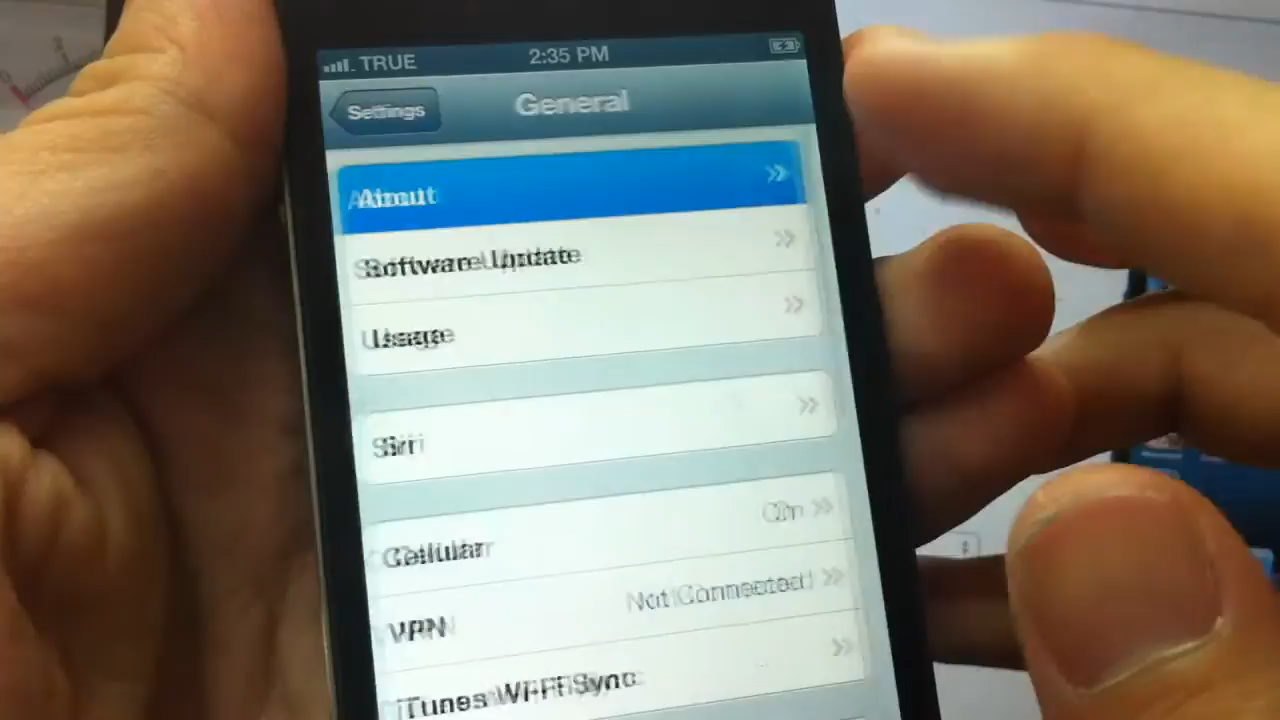 TRUE 2:35 PM
Settings General
About
Software Update
Usage
Siri
Cellular
VPN Not Connected
iTunes Wi-Fi Sync